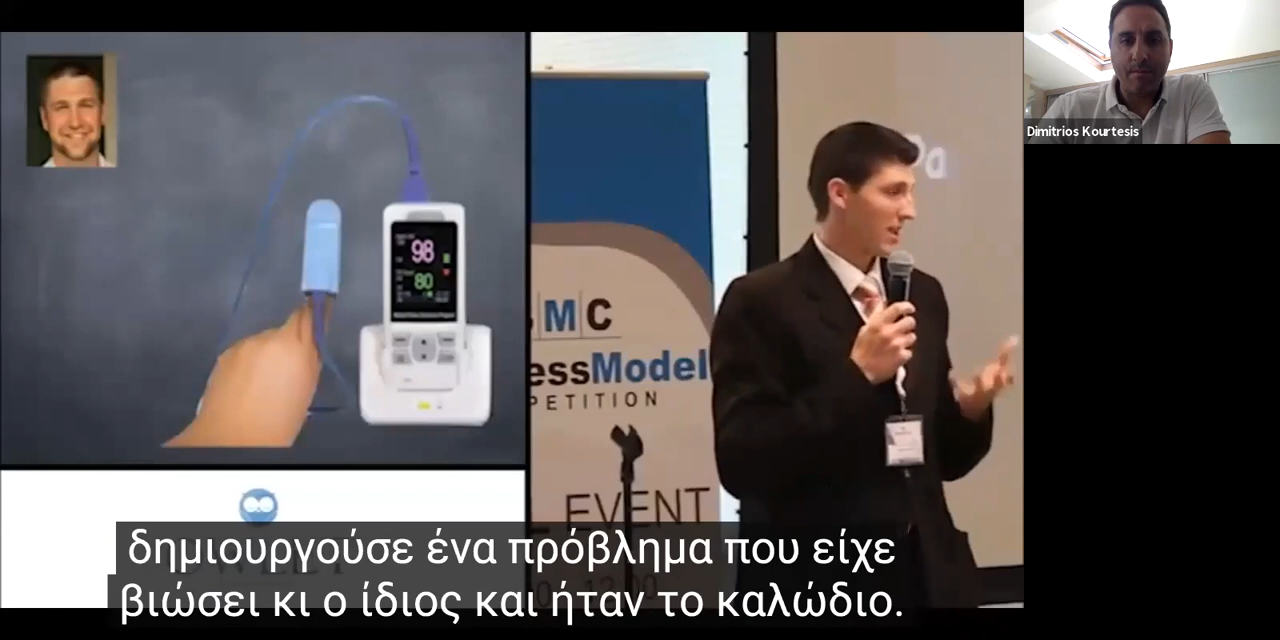 Dimitrios Kourtesis
98
80
MC
essModel
PETITION
EVENT
δημιουργούσε ένα πρόβλημα που είχε
βιώσει κι ο ίδιος και ήταν το καλώδιο.